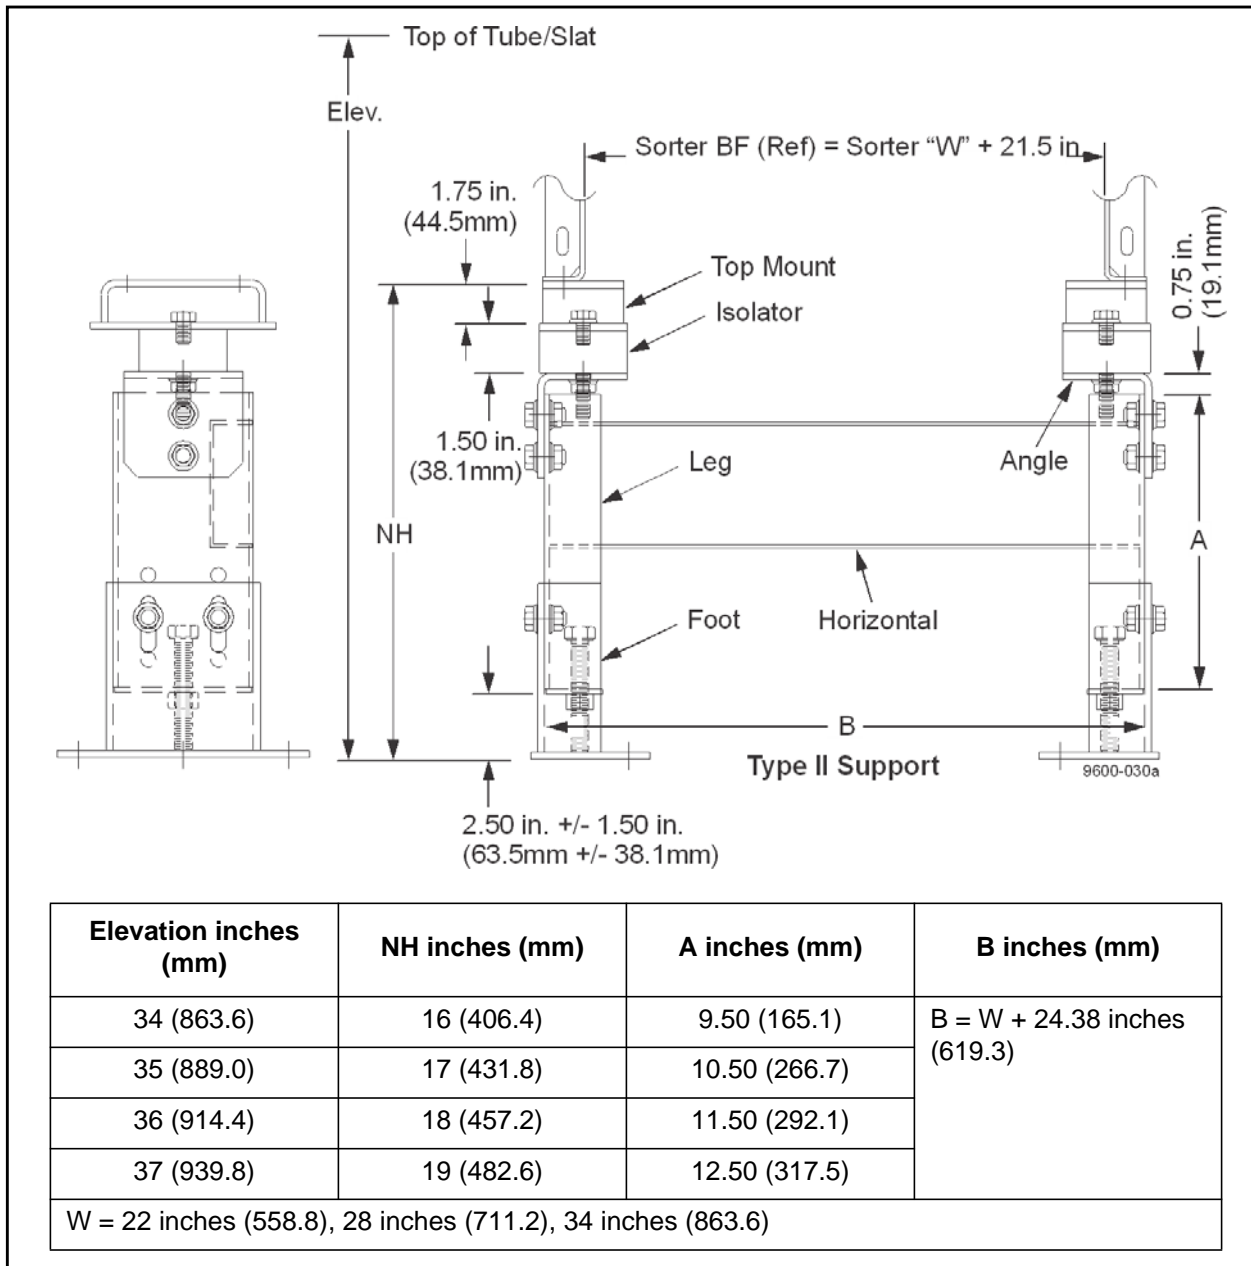 Top of Tube/Slat
Elev.
Sorter BF (Ref) = Sorter “W” + 21.5 in.
1.75 in.
(44.5mm)
0.75 in.
(19.1mm)
Top Mount
Isolator
1.50 in.
(38.1mm)
Leg
Angle
NH
A
Foot
Horizontal
B
Type II Support
9600-030a
2.50 in. +/- 1.50 in.
(63.5mm +/- 38.1mm)
Elevation inches
(mm)
NH inches (mm)
A inches (mm)
B inches (mm)
34 (863.6)
16 (406.4)
9.50 (165.1)
B = W + 24.38 inches
(619.3)
35 (889.0)
17 (431.8)
10.50 (266.7)
36 (914.4)
18 (457.2)
11.50 (292.1)
37 (939.8)
19 (482.6)
12.50 (317.5)
W = 22 inches (558.8), 28 inches (711.2), 34 inches (863.6)